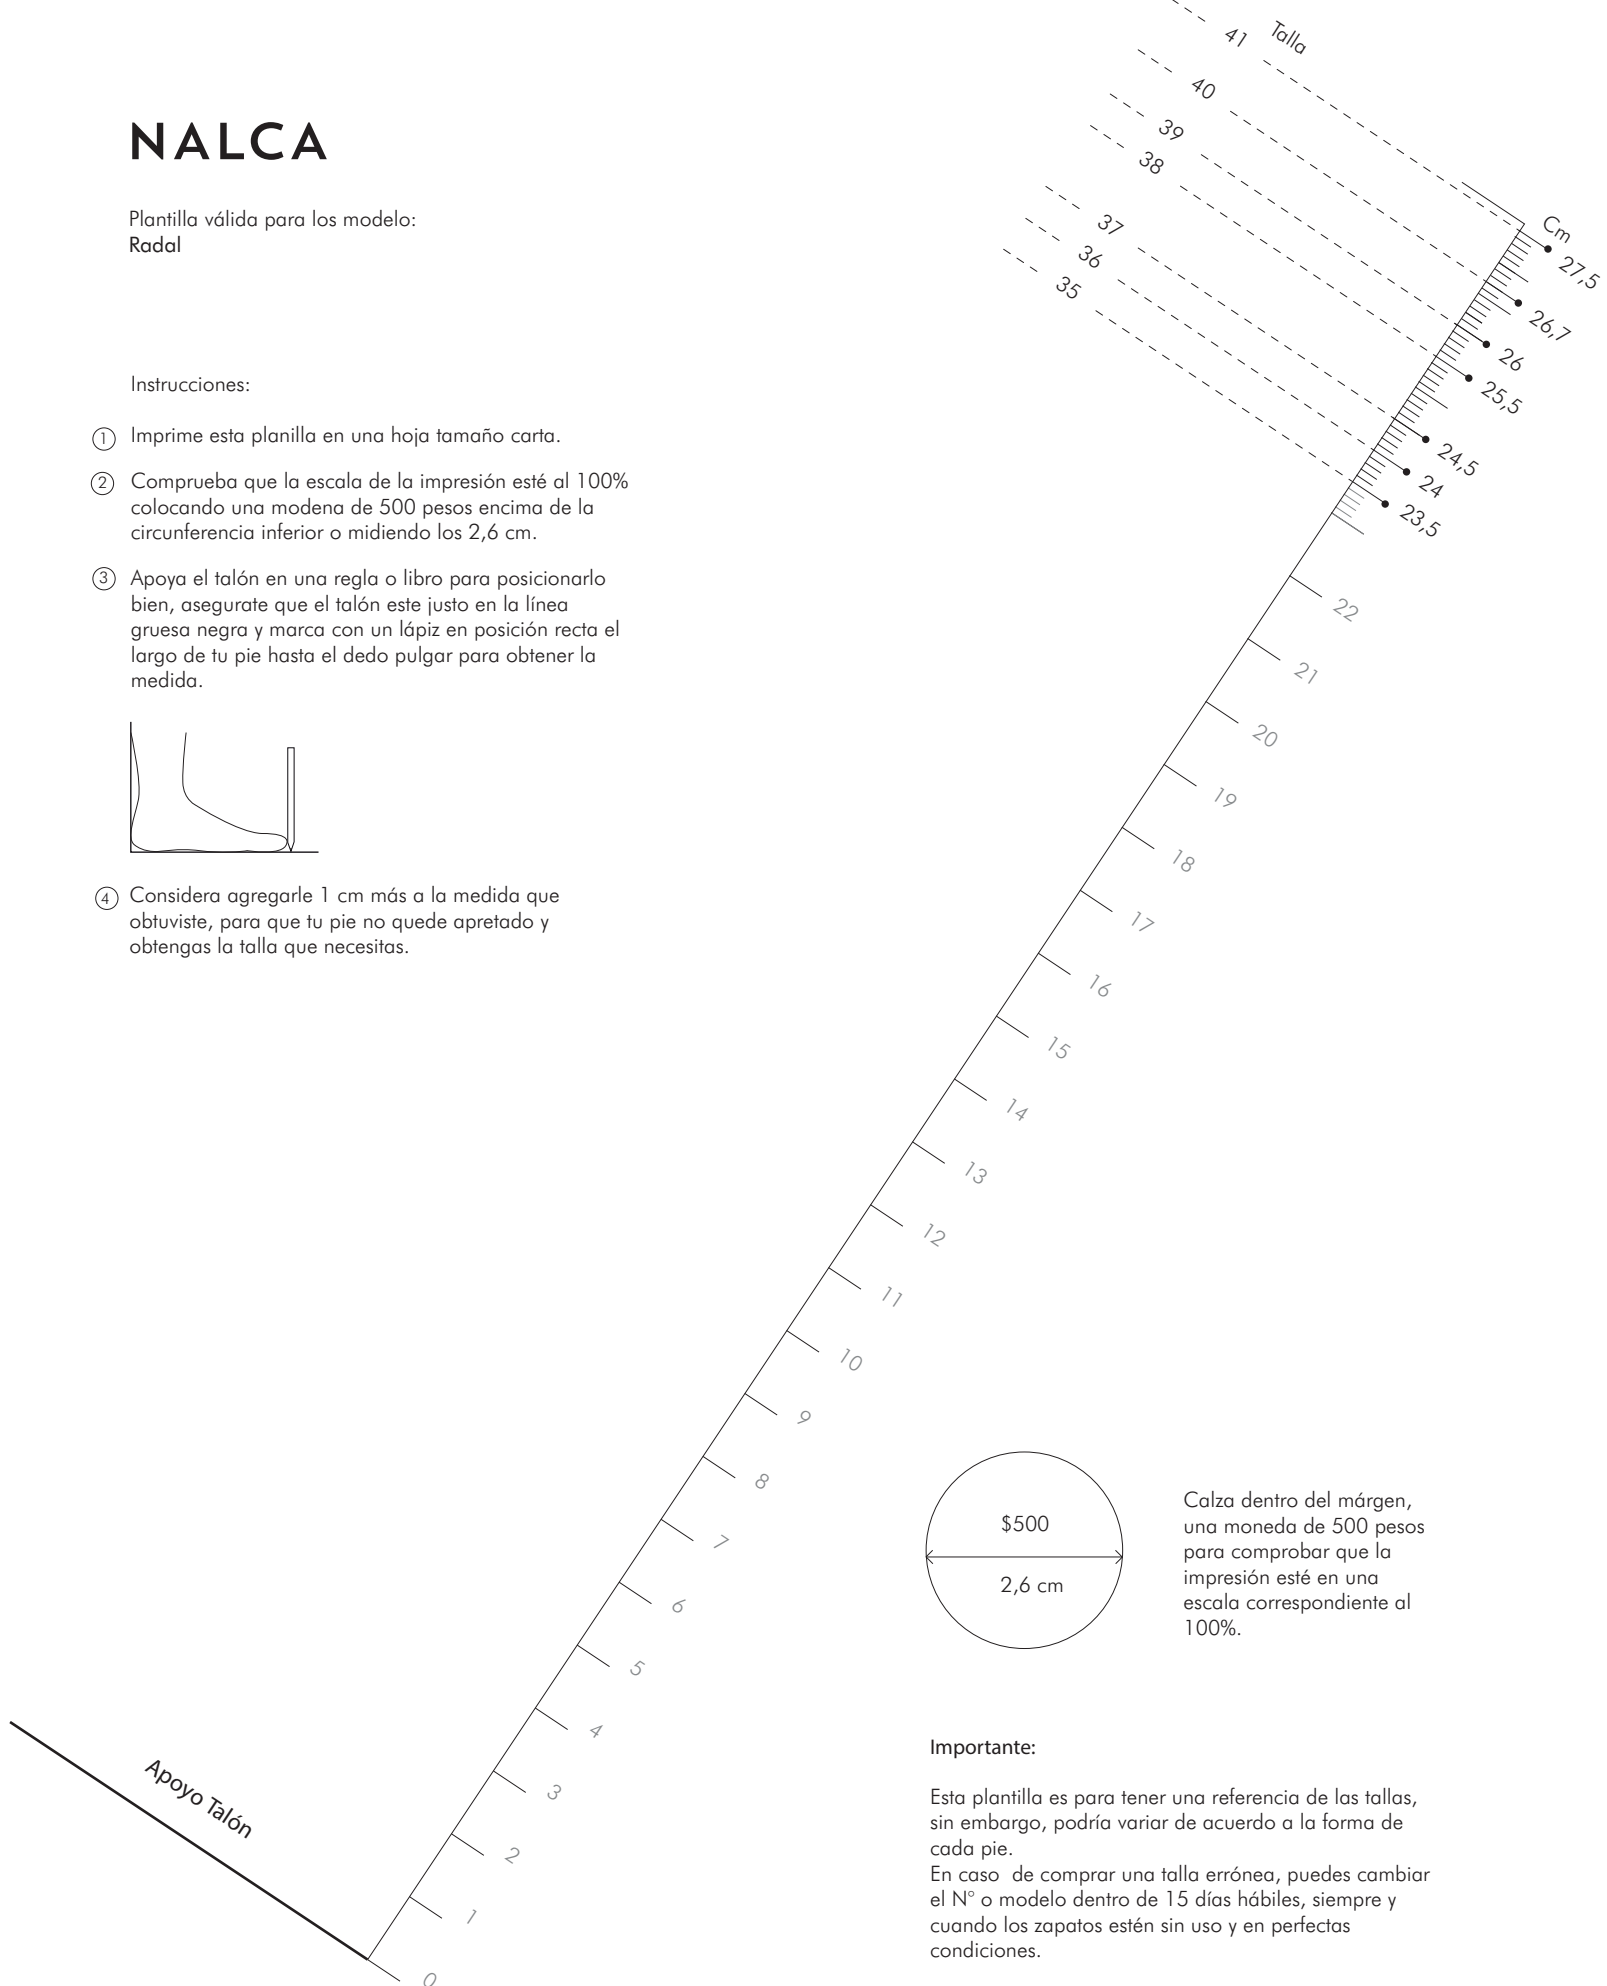 NALCA
Plantilla válida para los modelo:
Radal
Instrucciones:
1 Imprime esta planilla en una hoja tamaño carta.
2 Comprueba que la escala de la impresión esté al 100%
colocando una modena de 500 pesos encima de la
circunferencia inferior o midiendo los 2,6 cm.
3 Apoya el talón en una regla o libro para posicionarlo
bien, asegurate que el talón este justo en la línea
gruesa negra y marca con un lápiz en posición recta el
largo de tu pie hasta el dedo pulgar para obtener la
medida.
4 Considera agregarle 1 cm más a la medida que
obtuviste, para que tu pie no quede apretado y
obtengas la talla que necesitas.
Talla
41
40
39
38
37
36
35
Cm
27,5
26,7
26
25,5
24,5
24
23,5
22
21
20
19
18
17
16
15
14
13
12
11
10
9
8
7
6
5
4
3
2
1
0
Apoyo Talón
$500
2,6 cm
Calza dentro del márgen,
una moneda de 500 pesos
para comprobar que la
impresión esté en una
escala correspondiente al
100%.
Importante:
Esta plantilla es para tener una referencia de las tallas,
sin embargo, podría variar de acuerdo a la forma de
cada pie.
En caso  de comprar una talla errónea, puedes cambiar
el N° o modelo dentro de 15 días hábiles, siempre y
cuando los zapatos estén sin uso y en perfectas
condiciones.